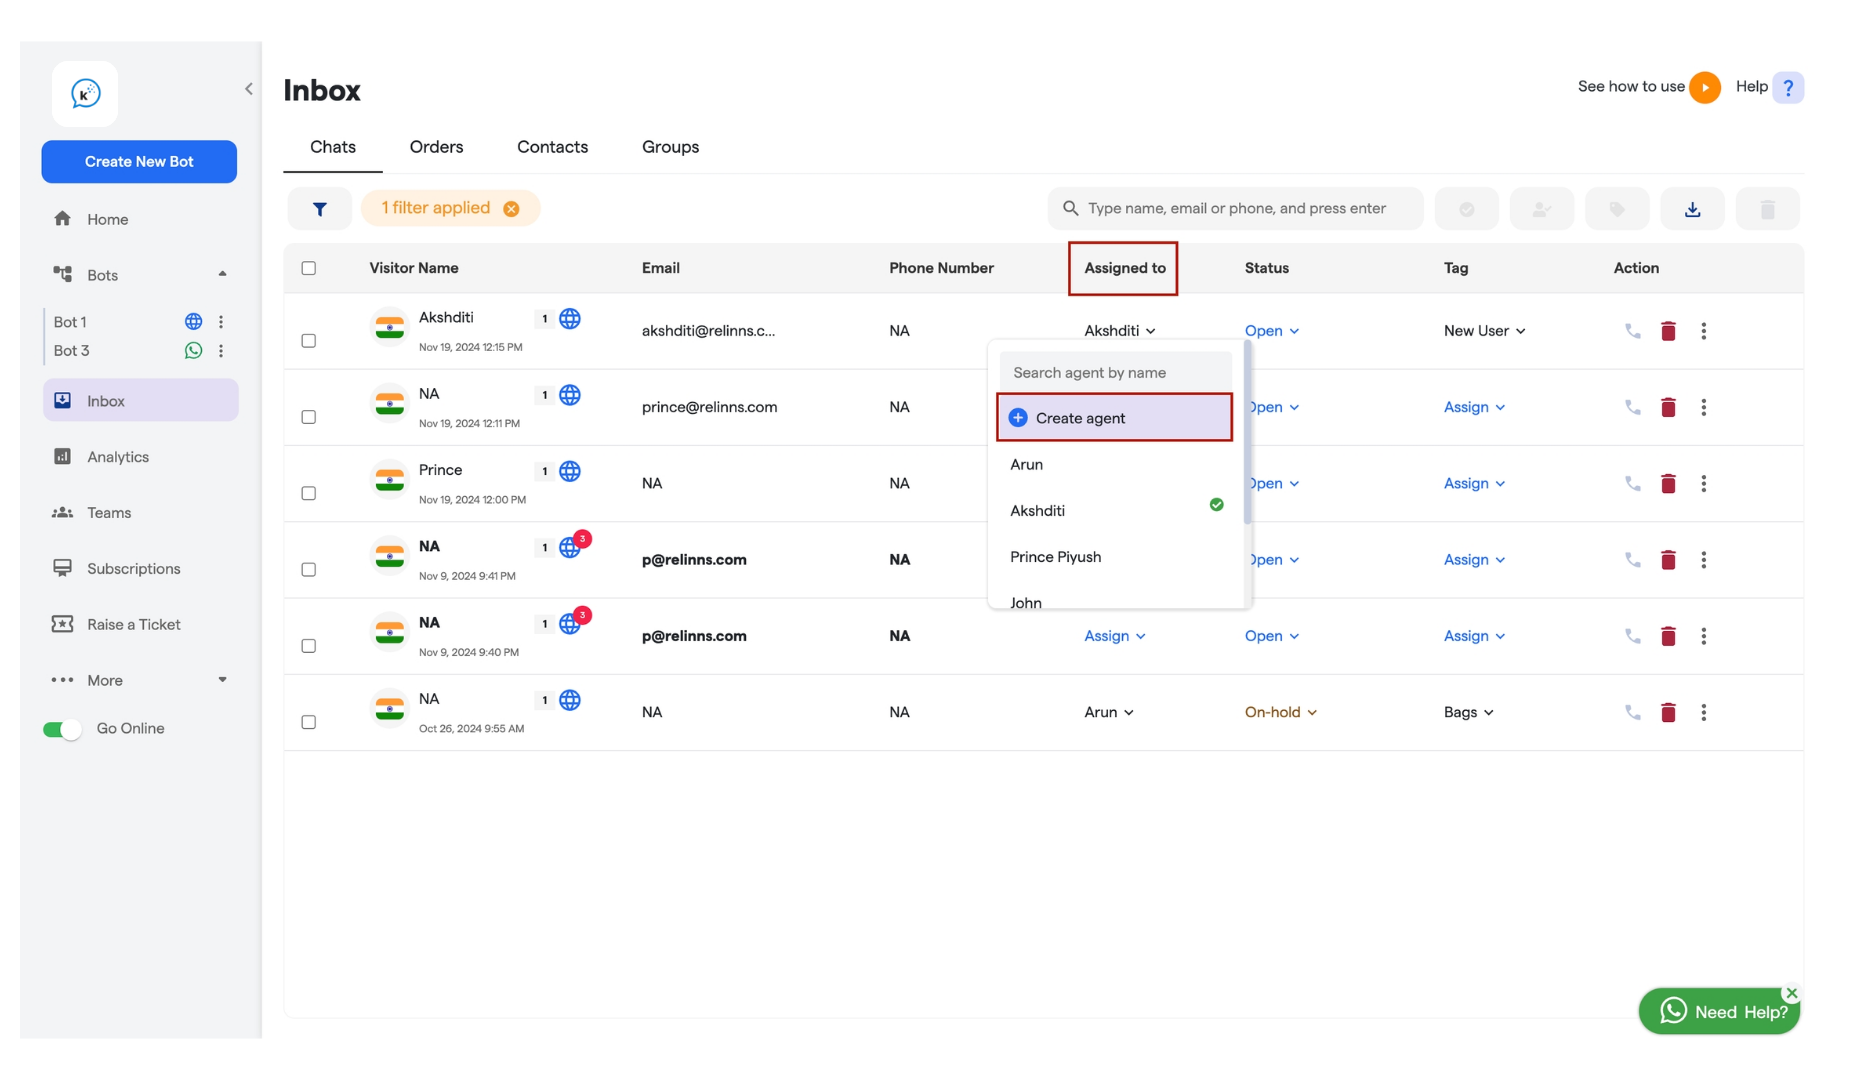 K
Inbox
See how to use
Help ?
Create New Bot
Chats Orders Contacts Groups
1 filter applied
Type name, email or phone, and press enter
Home
Bots
Bot 1
Bot 3
Inbox
Analytics
Teams
Subscriptions
Raise a Ticket
More
Go Online
Visitor Name Email Phone Number Assigned to Status Tag Action
Akshditi 1 akshditi@relinns.c... NA Akshditi Open New User
Nov 19, 2024 12:15 PM
Search agent by name
NA 1 prince@relinns.com NA Open Assign
Nov 19, 2024 12:11 PM
Create agent
Arun
Prince 1 NA NA Open Assign
Nov 19, 2024 12:00 PM
Akshditi
NA 1 3 p@relinns.com NA Open Assign
Nov 9, 2024 9:41 PM
Prince Piyush
John
NA 1 3 p@relinns.com NA Assign Open Assign
Nov 9, 2024 9:40 PM
NA 1 NA NA Arun On-hold Bags
Oct 26, 2024 9:55 AM
Need Help?